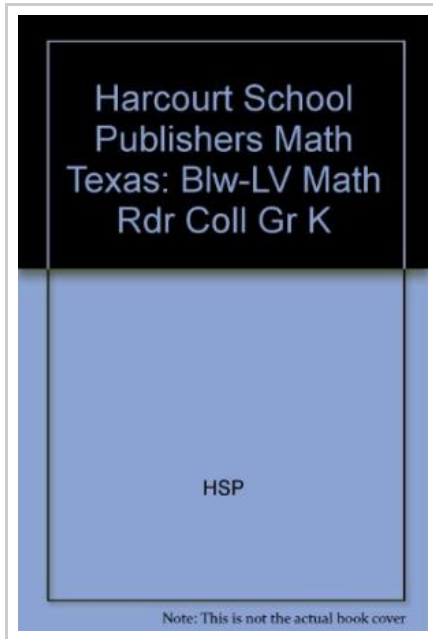 Harcourt School
Publishers Math
Texas: Blw-LV Math
Rdr Coll Gr K
HSP
Note: This is not the actual book cover